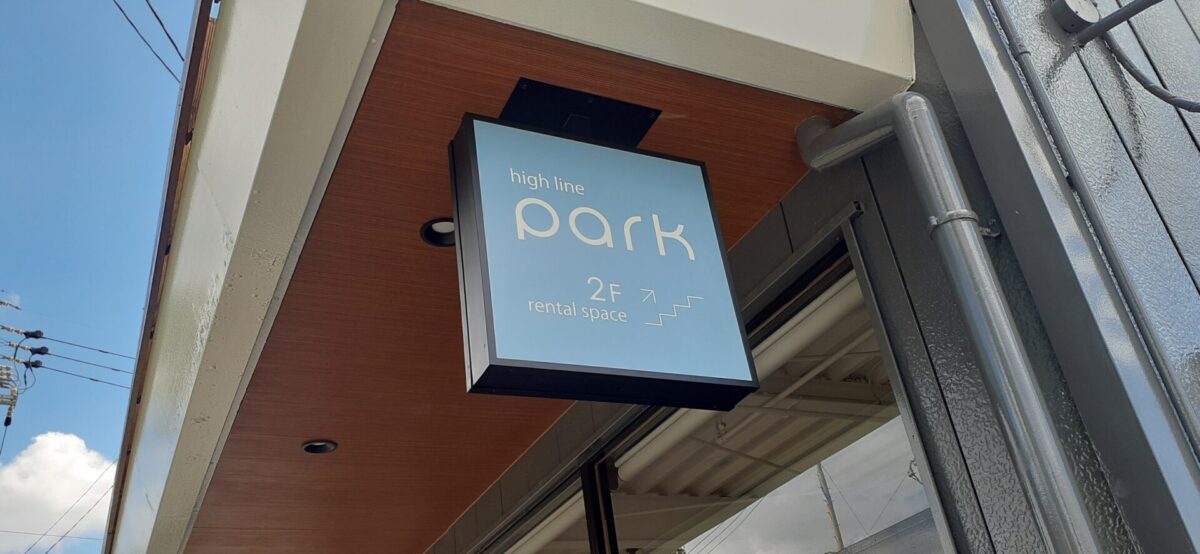 high line
park
2F
rental space